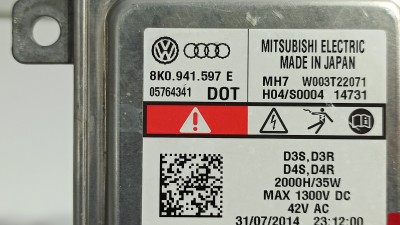 MITSUBISHI ELECTRIC
MADE IN JAPAN
8K0.941.597 E
MH7 W003T22071
05764341 DOT
H04/S0004 14731
D3S,D3R
D4S,D4R
2000H/35W
MAX 1300V DC
42V AC
31/07/2014 23:12:00